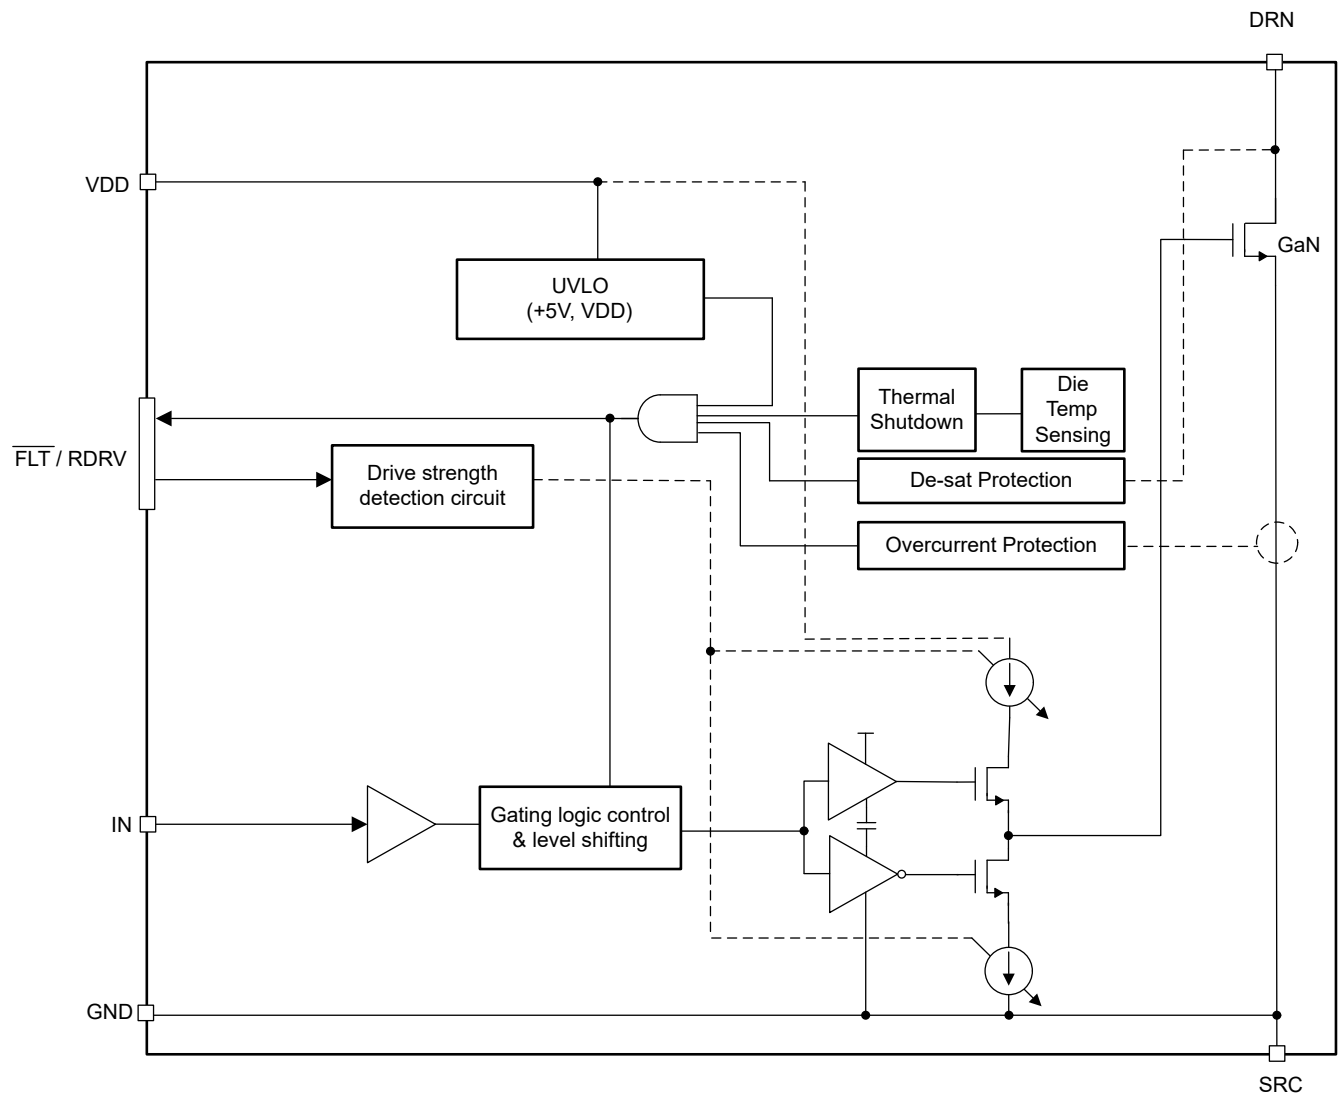 DRN
VDD
GaN
UVLO
(+5V, VDD)
Thermal
Shutdown
Die
Temp
Sensing
FLT / RDRV
Drive strength
detection circuit
De-sat Protection
Overcurrent Protection
IN
Gating logic control
& level shifting
GND
SRC